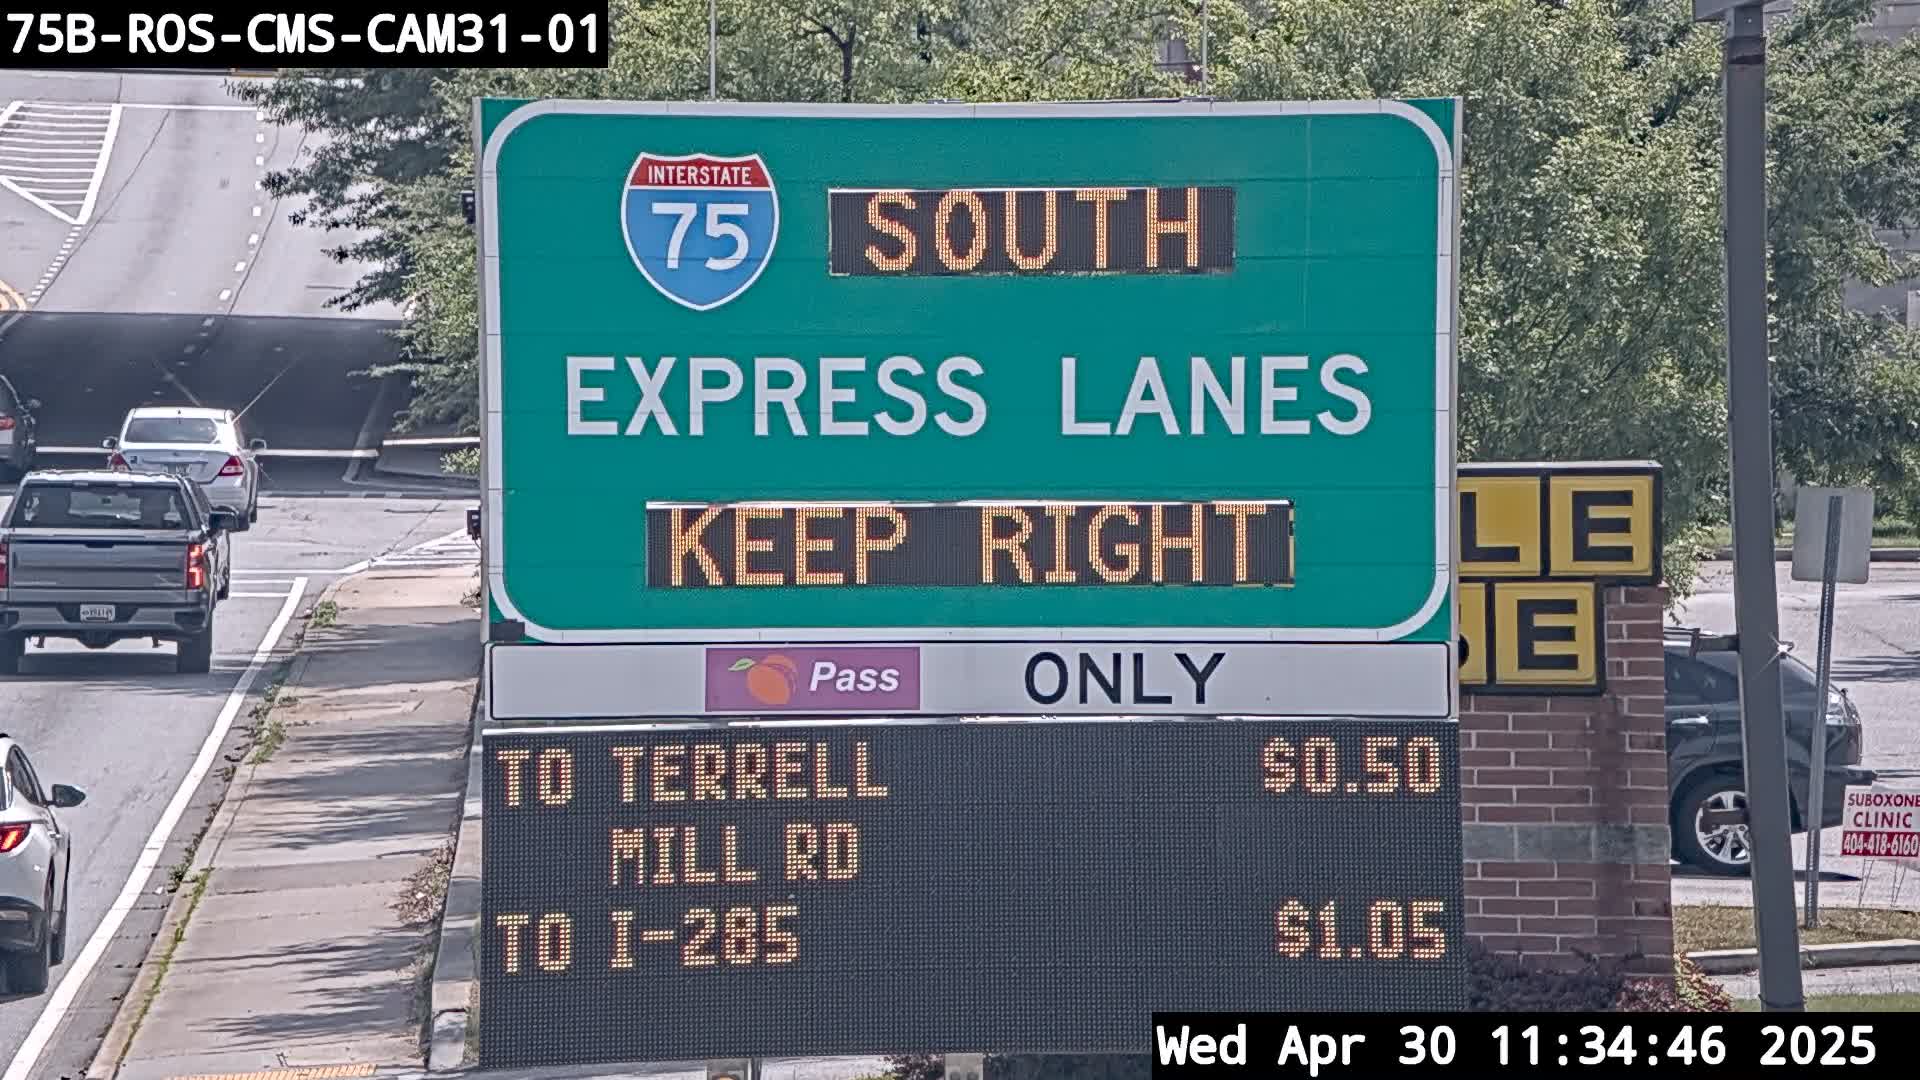 75B-ROS-CMS-CAM31-01
INTERSTATE
75
SOUTH
EXPRESS LANES
KEEP RIGHT
Pass ONLY
TO TERRELL $0.50
MILL RD
TO I-285 $1.05
LE
E
SUBOXONE
CLINIC
404-418-6160
Wed Apr 30 11:34:46 2025